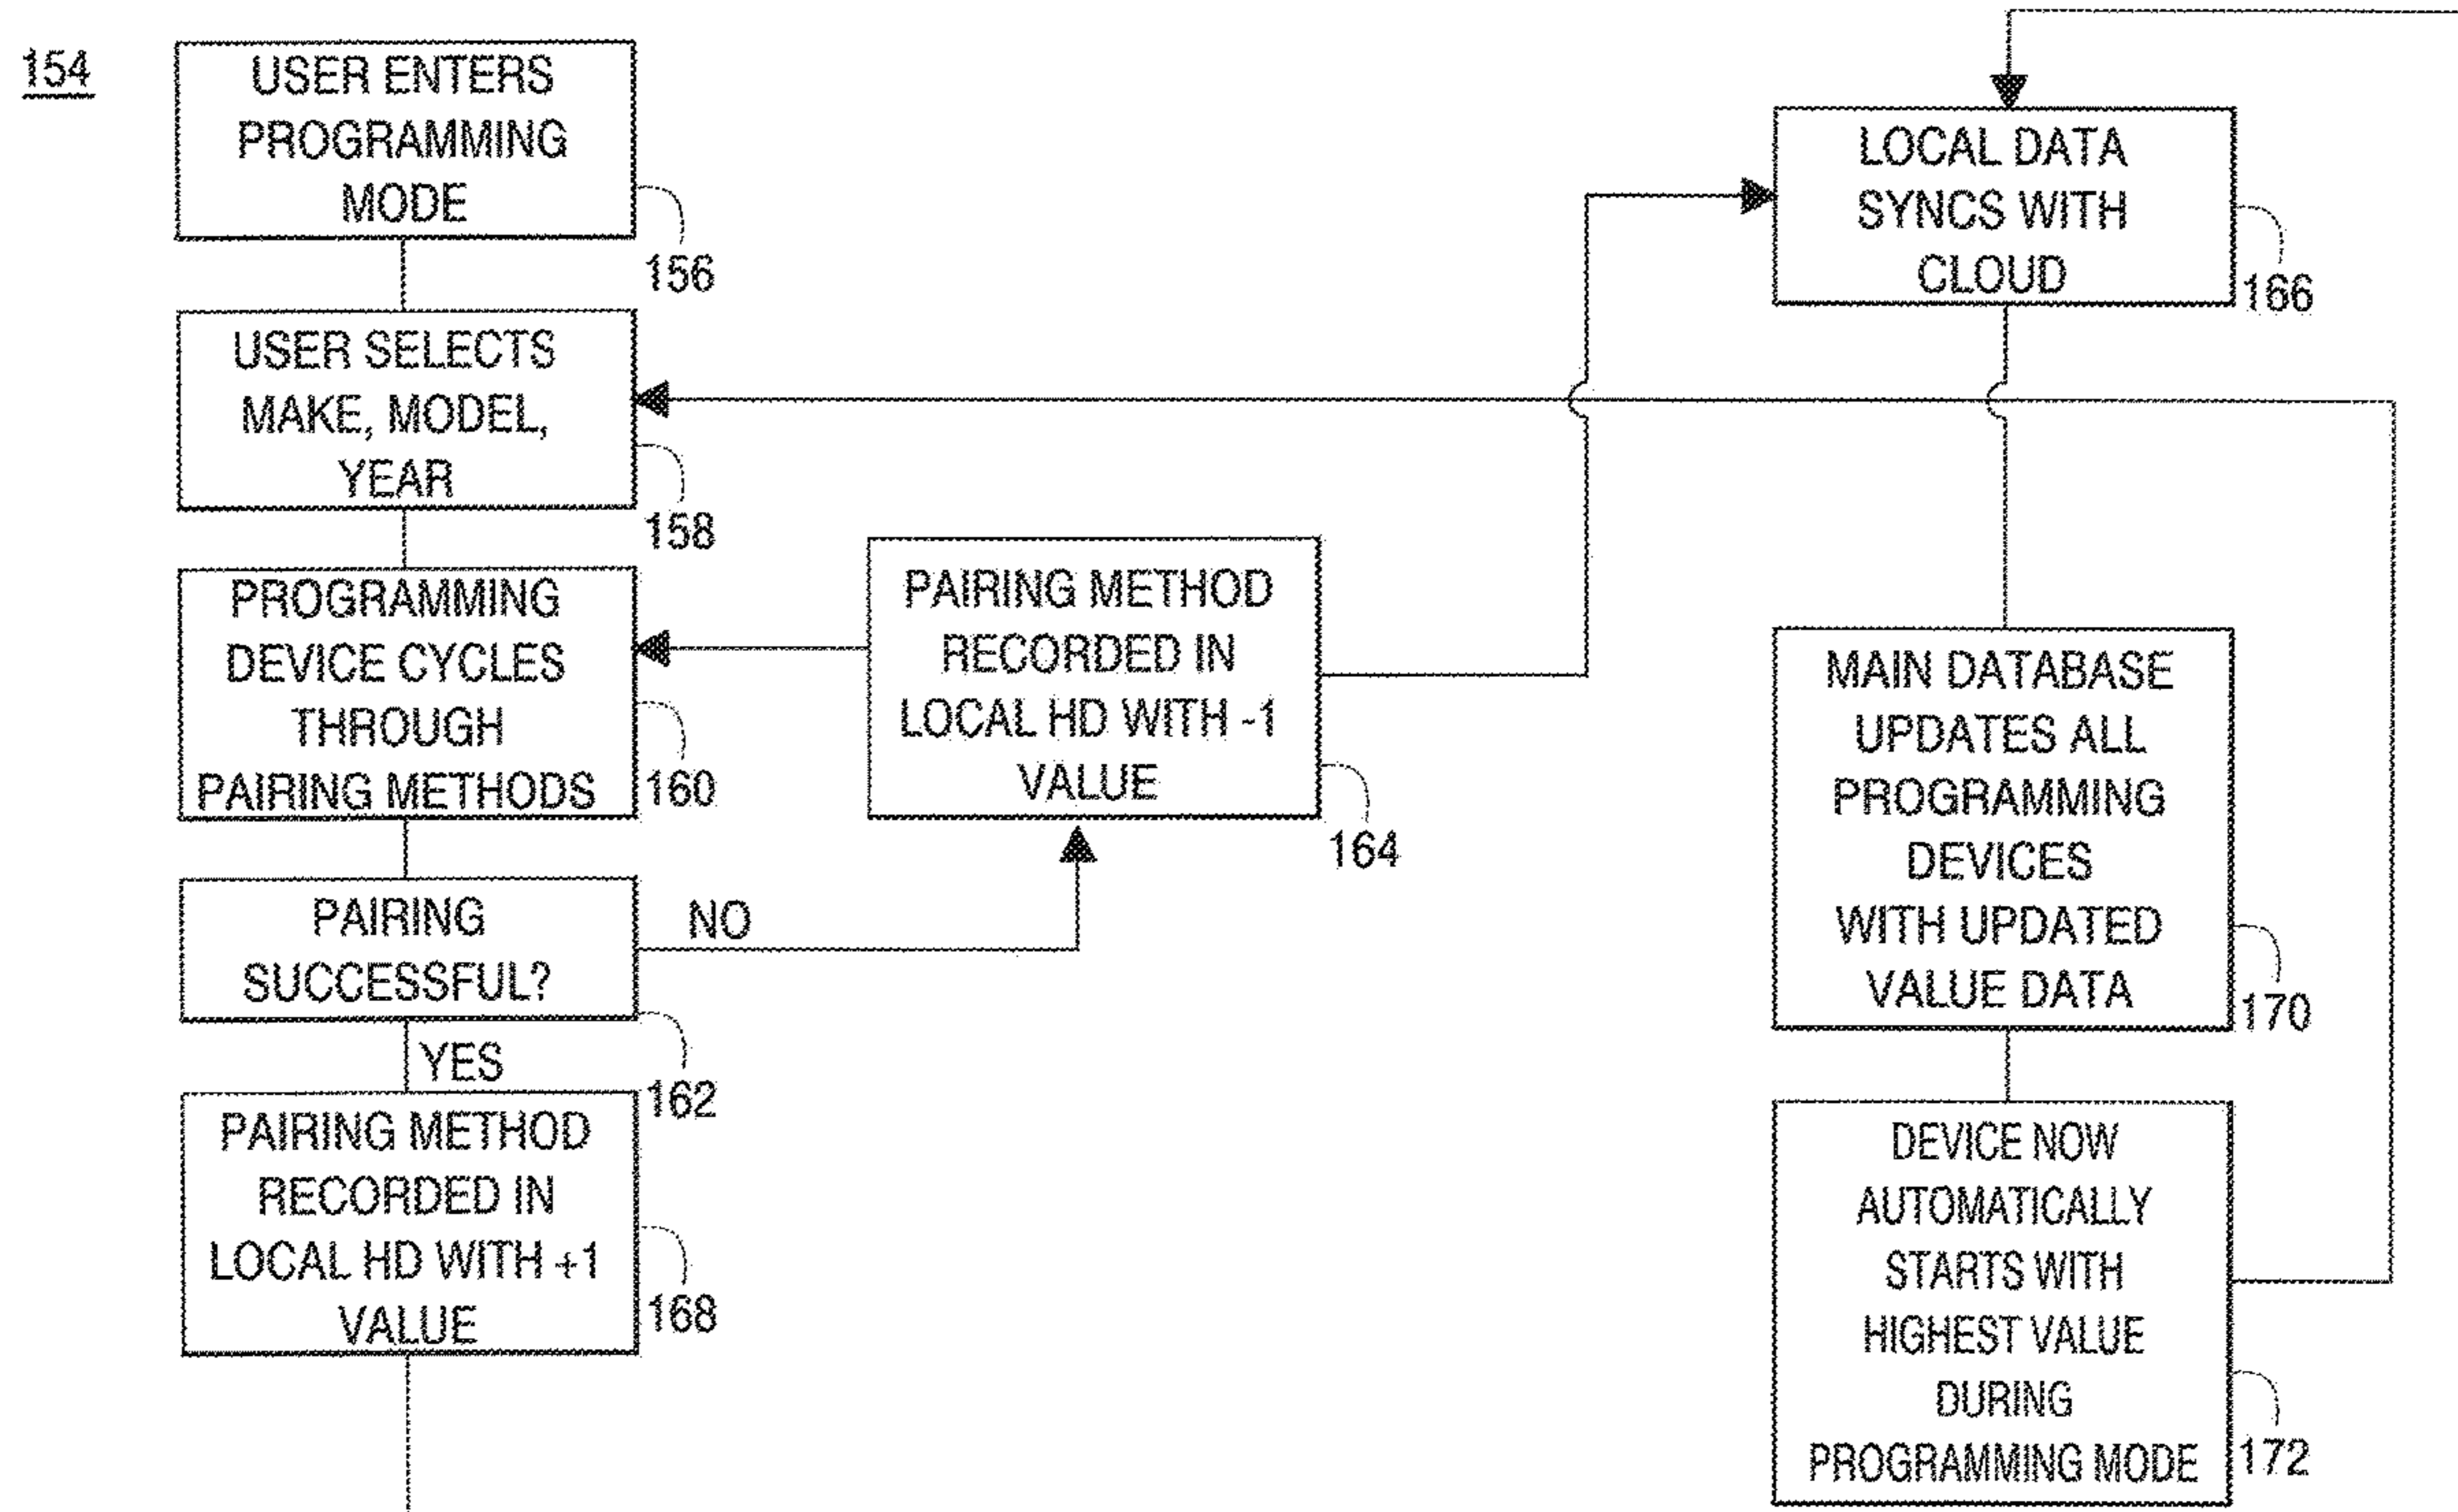 154
USER ENTERS
PROGRAMMING
MODE
156
USER SELECTS
MAKE, MODEL,
YEAR
158
PROGRAMMING
DEVICE CYCLES
THROUGH
PAIRING METHODS
160
PAIRING
SUCCESSFUL?
162
NO
YES
PAIRING METHOD
RECORDED IN
LOCAL HD WITH -1
VALUE
164
PAIRING METHOD
RECORDED IN
LOCAL HD WITH +1
VALUE
168
LOCAL DATA
SYNCS WITH
CLOUD
166
MAIN DATABASE
UPDATES ALL
PROGRAMMING
DEVICES
WITH UPDATED
VALUE DATA
170
DEVICE NOW
AUTOMATICALLY
STARTS WITH
HIGHEST VALUE
DURING
PROGRAMMING MODE
172